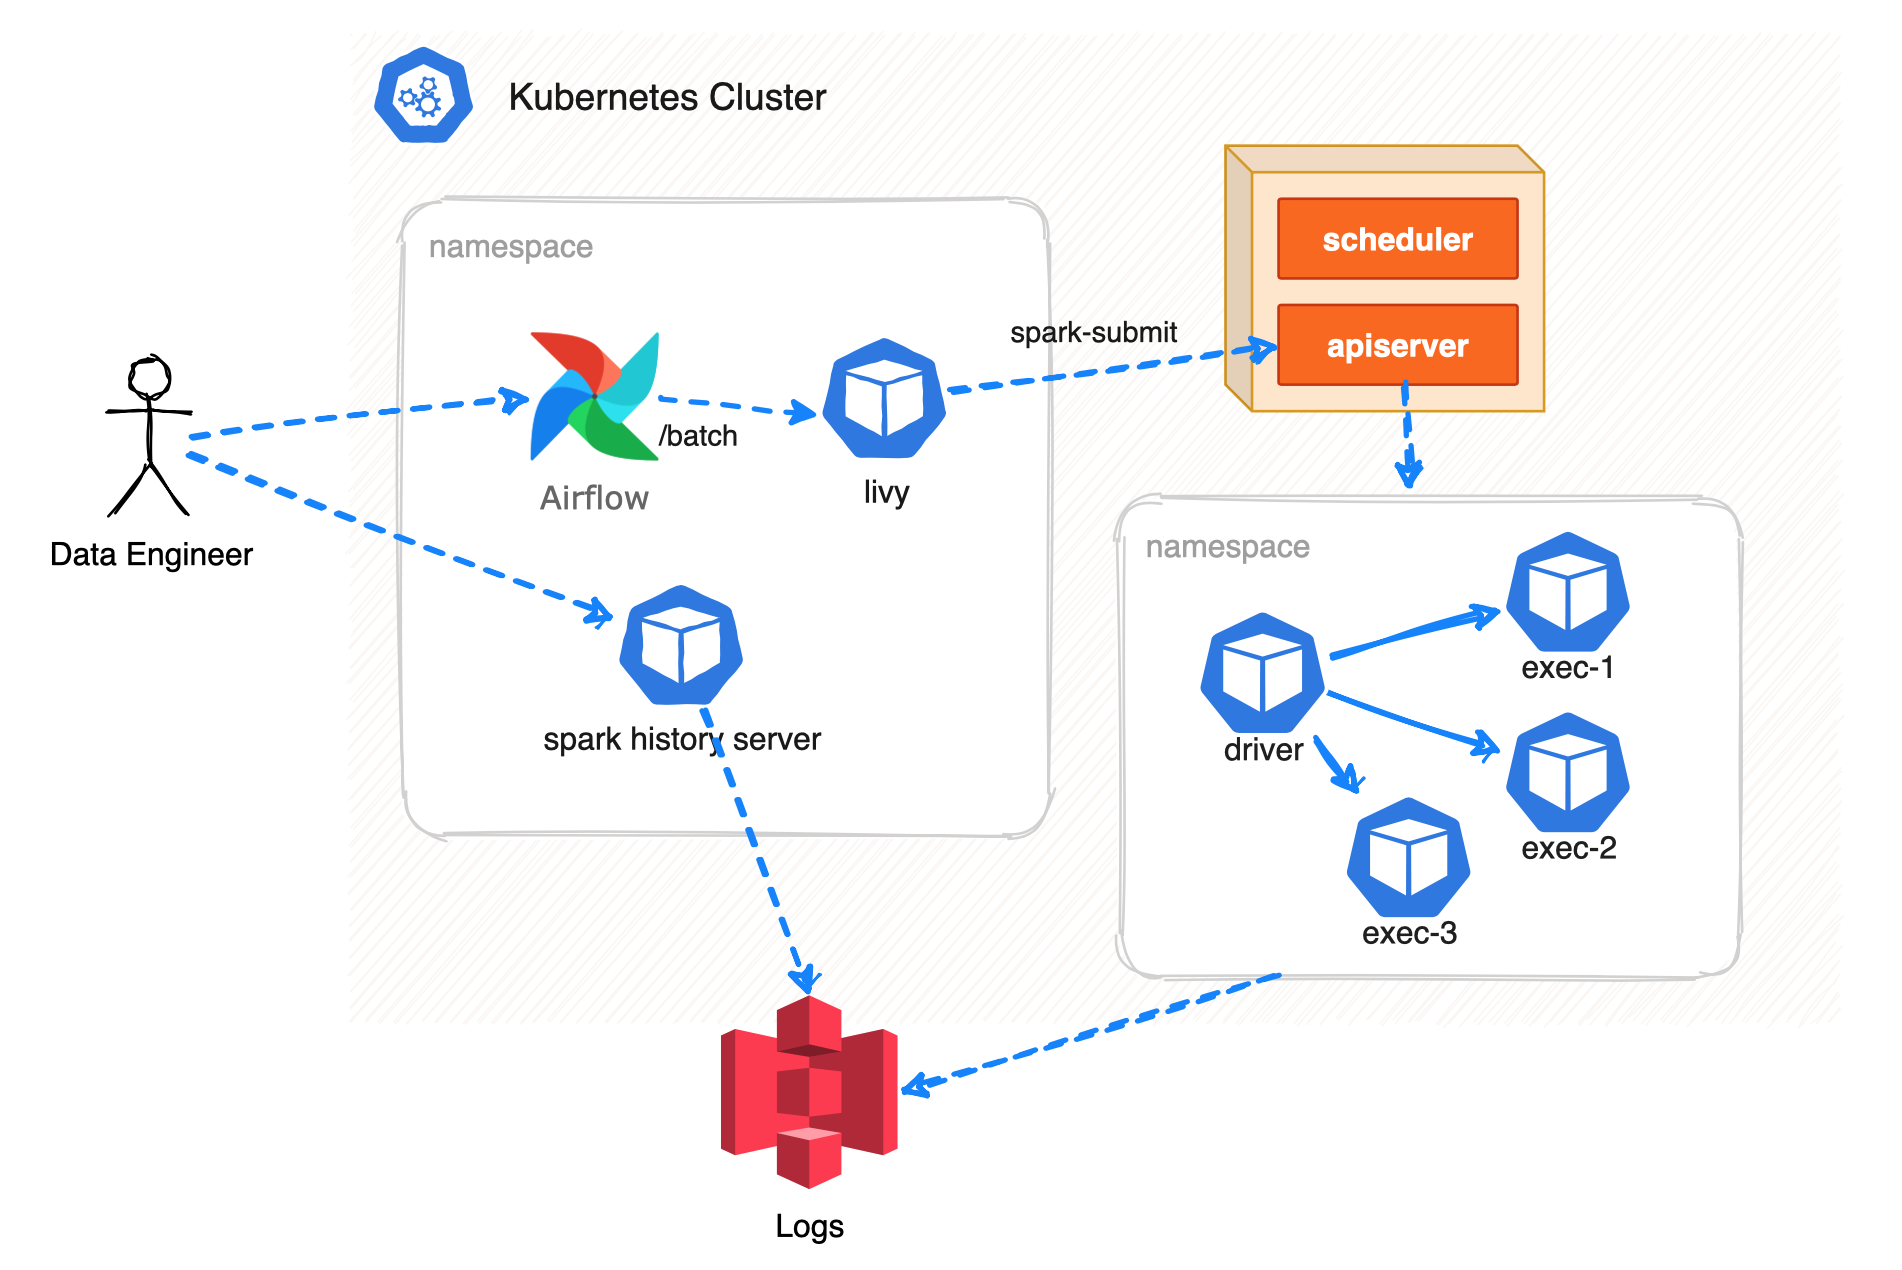 Kubernetes Cluster
namespace
scheduler
spark-submit
apiserver
/batch
Airflow
livy
Data Engineer
namespace
exec-1
spark history server
driver
exec-2
exec-3
Logs